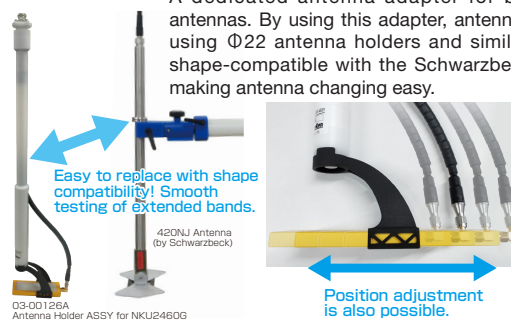 A dedicated antenna adapter for b
antennas. By using this adapter, antenn
using Φ22 antenna holders and simil
shape-compatible with the Schwarzbe
making antenna changing easy.
Easy to replace with shape
compatibility! Smooth
testing of extended bands.
420NJ Antenna
(by Schwarzbeck)
03-00126A
Antenna Holder ASSY for NKU2460G
Position adjustment
is also possible.